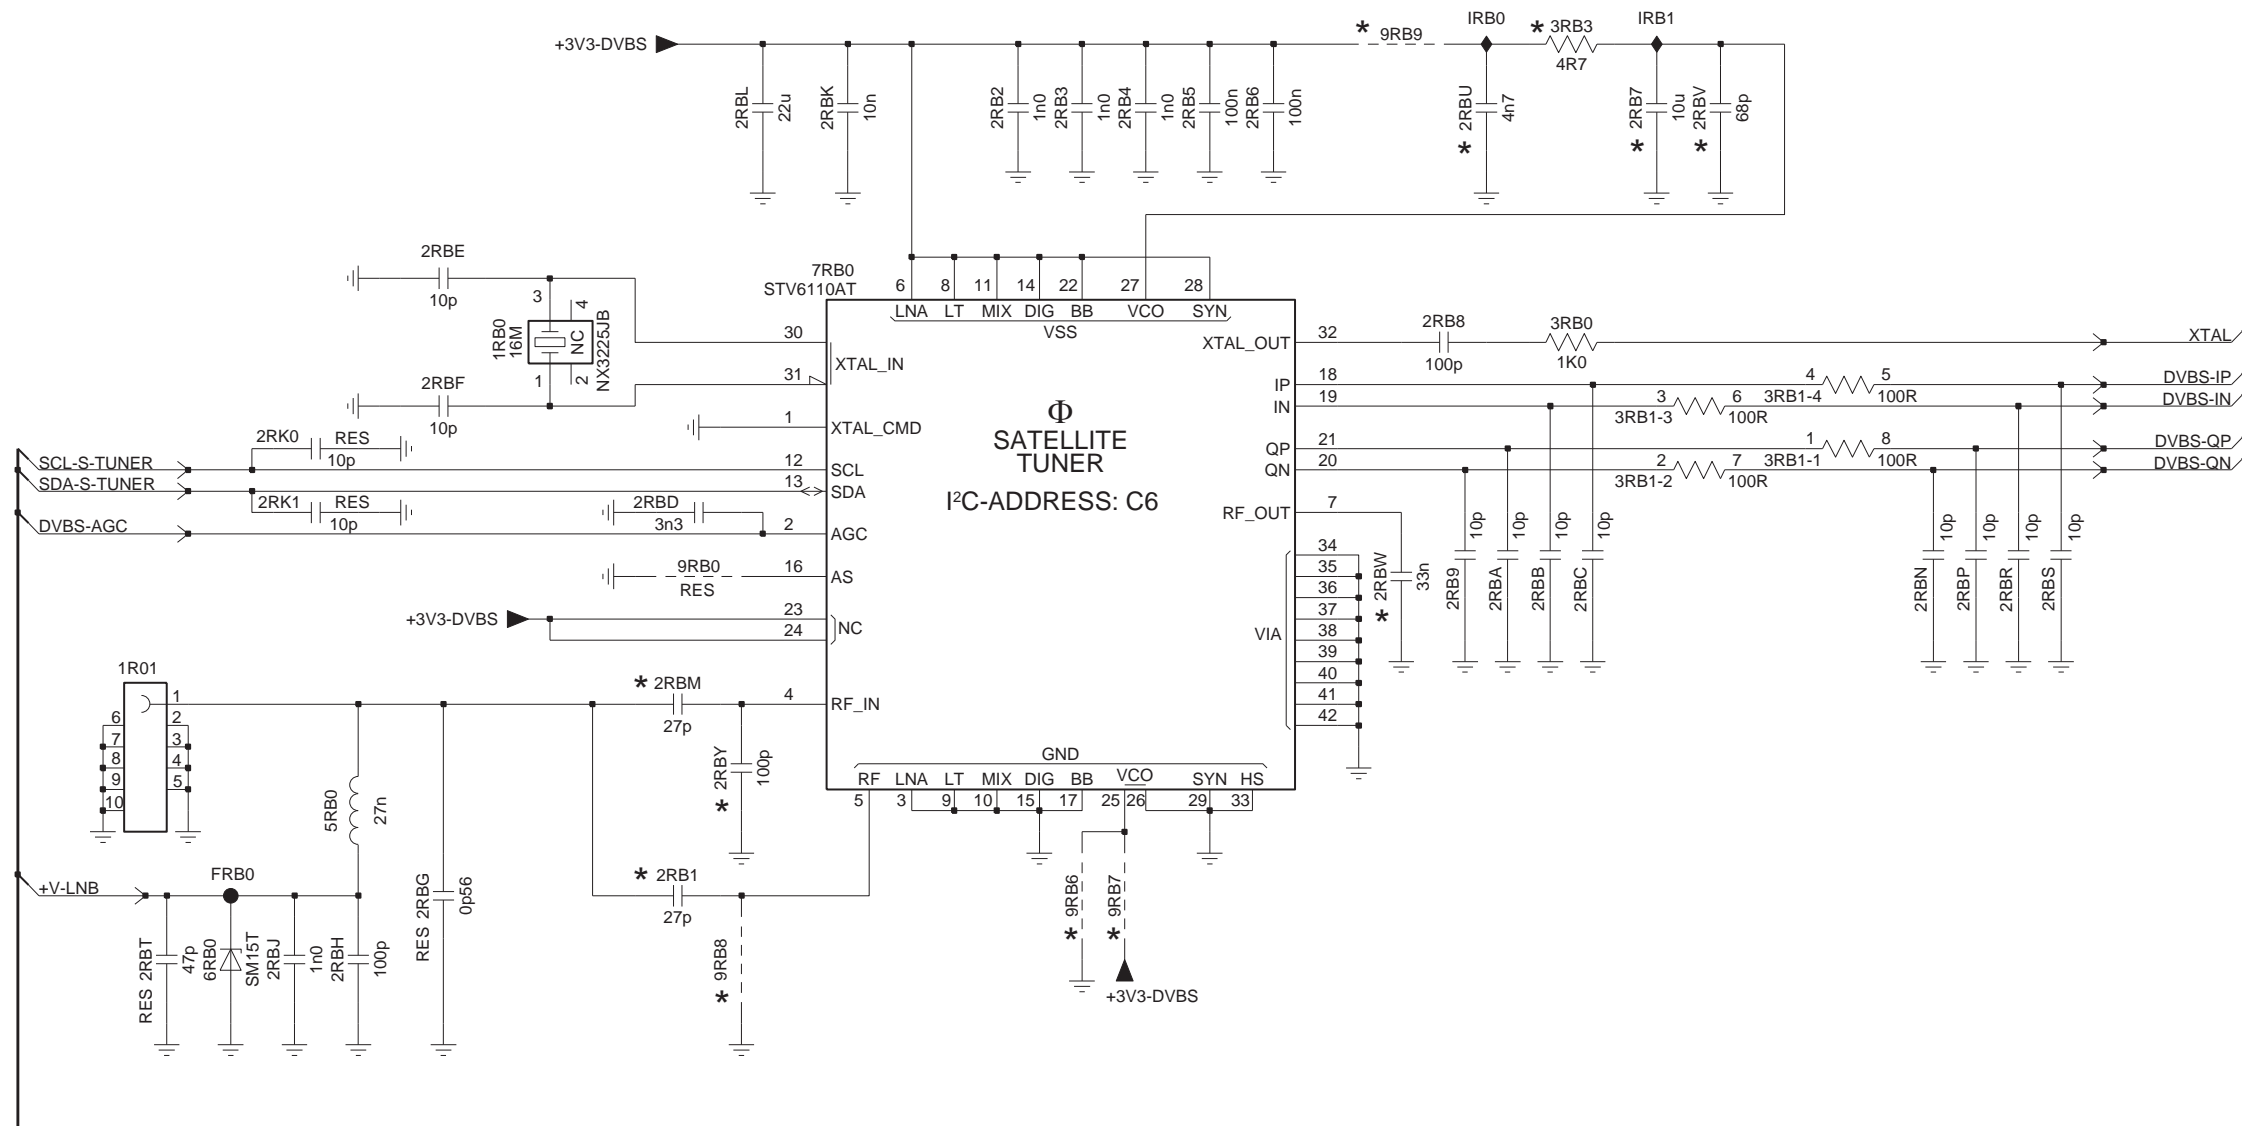 +3V3-DVBS
* 9RB9
IRB0
* 3RB3
4R7
IRB1
2RBL
22u
2RBK
10n
2RB2
1n0
2RB3
1n0
2RB4
1n0
2RB5
100n
2RB6
100n
* 2RBU
4n7
* 2RB7
10u
* 2RBV
68p
2RBE
10p
3
4
1RB0
16M
NC
NX3225JB
1
2
2RBF
10p
7RB0
STV6110AT
6
8
11
14
22
27
28
LNA
LT
MIX
DIG
BB
VCO
SYN
VSS
30
31
XTAL_IN
1
XTAL_CMD
2RK0
RES
10p
SCL-S-TUNER
12
SCL
SDA-S-TUNER
13
SDA
2RK1
RES
10p
2RBD
3n3
DVBS-AGC
2
AGC
9RB0
RES
16
AS
+3V3-DVBS
23
24
NC
Φ
SATELLITE
TUNER
I²C-ADDRESS: C6
XTAL_OUT
32
2RB8
100p
3RB0
1K0
XTAL
IP
18
4
5
3RB1-4
100R
DVBS-IP
IN
19
3
6
3RB1-3
100R
DVBS-IN
QP
21
1
8
3RB1-1
100R
DVBS-QP
QN
20
2
7
3RB1-2
100R
DVBS-QN
RF_OUT
7
* 2RBW
33n
2RB9
10p
2RBA
10p
2RBB
10p
2RBC
10p
2RBN
10p
2RBP
10p
2RBR
10p
2RBS
10p
VIA
34
35
36
37
38
39
40
41
42
1R01
1
2
3
4
5
6
7
8
9
10
* 2RBM
27p
4
RF_IN
* 2RBY
100p
5RB0
27n
RES 2RBG
0p56
* 2RB1
27p
* 9RB8
+V-LNB
FRB0
RES 2RBT
47p
6RB0
SM15T
2RBJ
1n0
2RBH
100p
GND
RF
LNA
LT
MIX
DIG
BB
VCO
SYN
HS
5
3
9
10
15
17
25
26
29
33
* 9RB6
* 9RB7
+3V3-DVBS